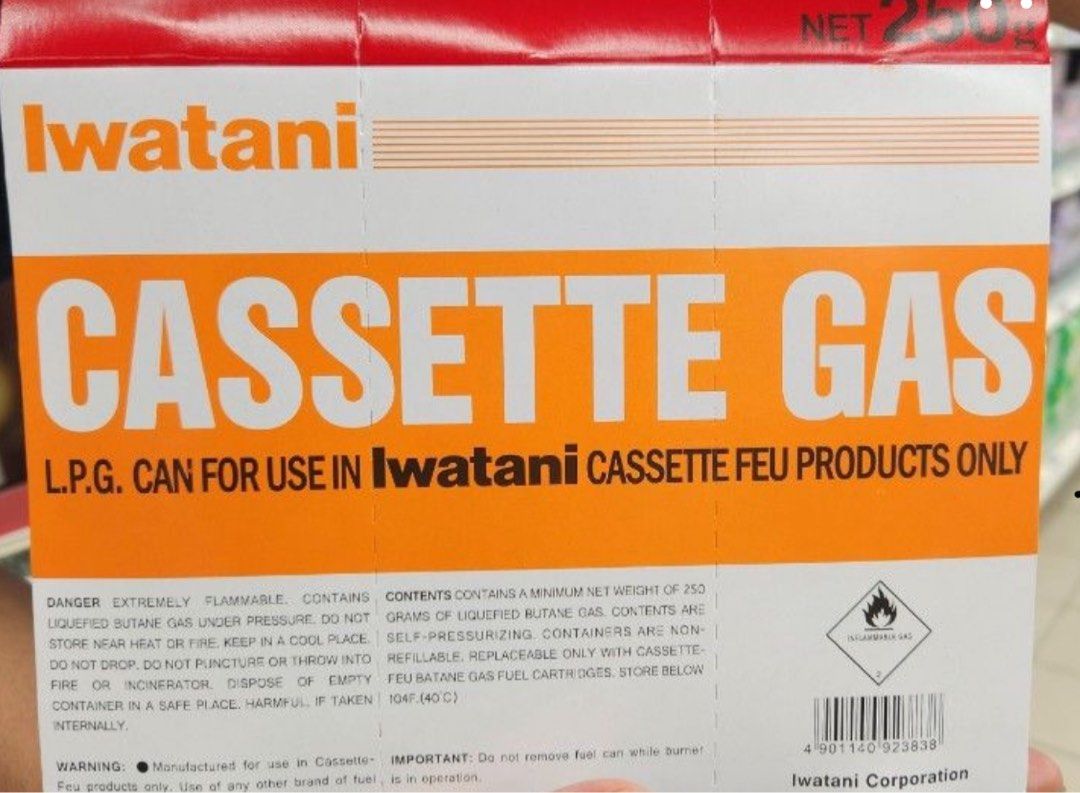 NET 250g
Iwatani
CASSETTE GAS
L.P.G. CAN FOR USE IN Iwatani CASSETTE FEU PRODUCTS ONLY
DANGER EXTREMELY FLAMMABLE. CONTAINS
LIQUEFIED BUTANE GAS UNDER PRESSURE. DO NOT
STORE NEAR HEAT OR FIRE. KEEP IN A COOL PLACE.
DO NOT DROP. DO NOT PUNCTURE OR THROW INTO
FIRE OR INCINERATOR. DISPOSE OF EMPTY
CONTAINER IN A SAFE PLACE. HARMFUL IF TAKEN
INTERNALLY.
WARNING: ● Manufactured for use in Cassette-
Feu products only. Use of any other brand of fuel
CONTENTS CONTAINS A MINIMUM NET WEIGHT OF 250
GRAMS OF LIQUEFIED BUTANE GAS. CONTENTS ARE
SELF-PRESSURIZING. CONTAINERS ARE NON-
REFILLABLE. REPLACEABLE ONLY WITH CASSETTE-
FEU BATANE GAS FUEL CARTRIDGES. STORE BELOW
104F.(40°C)
IMPORTANT: Do not remove fuel can while burner
is in operation.
INFLAMMABLE GAS
2
4 901140 923838
Iwatani Corporation